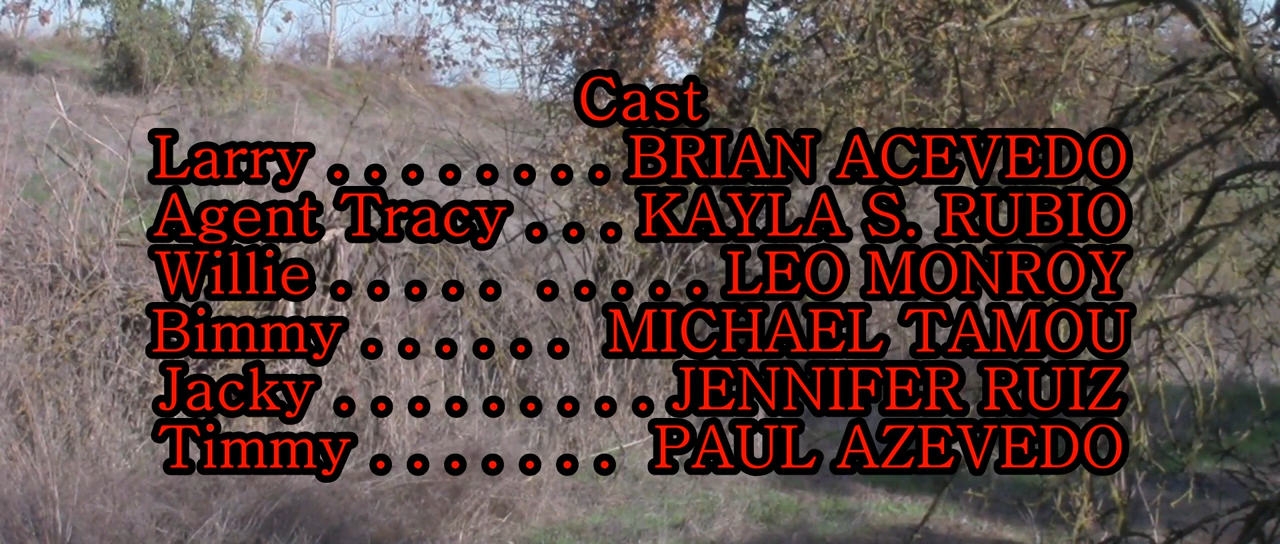 Cast
Larry . . . . . . . . BRIAN ACEVEDO
Agent Tracy . . . KAYLA S. RUBIO
Willie . . . . .  . . . . . LEO MONROY
Bimmy . . . . . .  MICHAEL TAMOU
Jacky . . . . . . . . . JENNIFER RUIZ
Timmy . . . . . . .  PAUL AZEVEDO